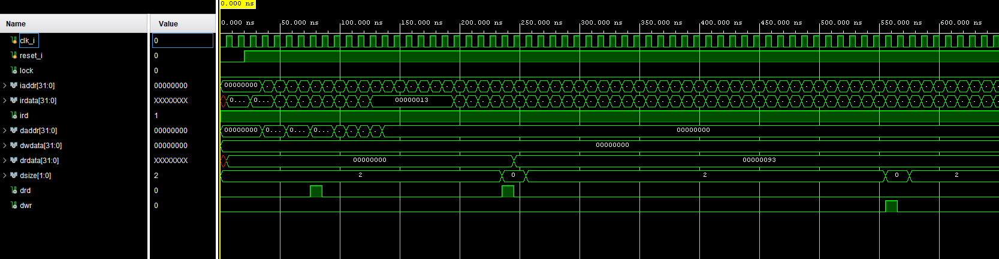 0.000 ns
Name Value
0.000 ns 50.000 ns 100.000 ns 150.000 ns 200.000 ns 250.000 ns 300.000 ns 350.000 ns 400.000 ns 450.000 ns 500.000 ns 550.000 ns 600.000 ns
clk_i 0
reset_i 0
lock 0
iaddr[31:0] 00000000 00000000
irdata[31:0] XXXXXXXX 0... 0... 00000013
ird 1
daddr[31:0] 00000000 00000000 0... 0... 0... 00000000
dwdata[31:0] 00000000 00000000
drdata[31:0] XXXXXXXX 00000000 00000093
dsize[1:0] 2 2 0 2 0 2
drd 0
dwr 0